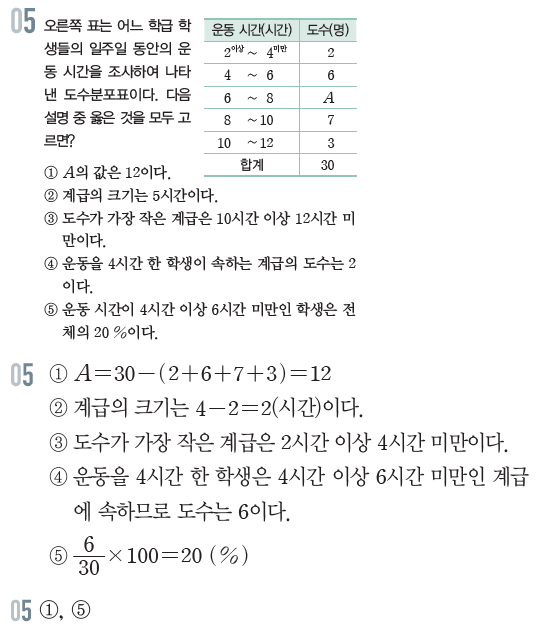 05 오른쪽 표는 어느 학급 학
생들의 일주일 동안의 운
동 시간을 조사하여 나타
낸 도수분포표이다. 다음
설명 중 옳은 것을 모두 고
르면?
운동 시간(시간) 도수(명)
2이상 ~ 4미만 2
4 ~ 6 6
6 ~ 8 A
8 ~10 7
10 ~12 3
합계 30
① A의 값은 12이다.
② 계급의 크기는 5시간이다.
③ 도수가 가장 작은 계급은 10시간 이상 12시간 미
만이다.
④ 운동을 4시간 한 학생이 속하는 계급의 도수는 2
이다.
⑤ 운동 시간이 4시간 이상 6시간 미만인 학생은 전
체의 20 %이다.
05 ① A=30-(2+6+7+3)=12
② 계급의 크기는 4-2=2(시간)이다.
③ 도수가 가장 작은 계급은 2시간 이상 4시간 미만이다.
④ 운동을 4시간 한 학생은 4시간 이상 6시간 미만인 계급
에 속하므로 도수는 6이다.
⑤ 6/30×100=20 (%)
05 ①, ⑤